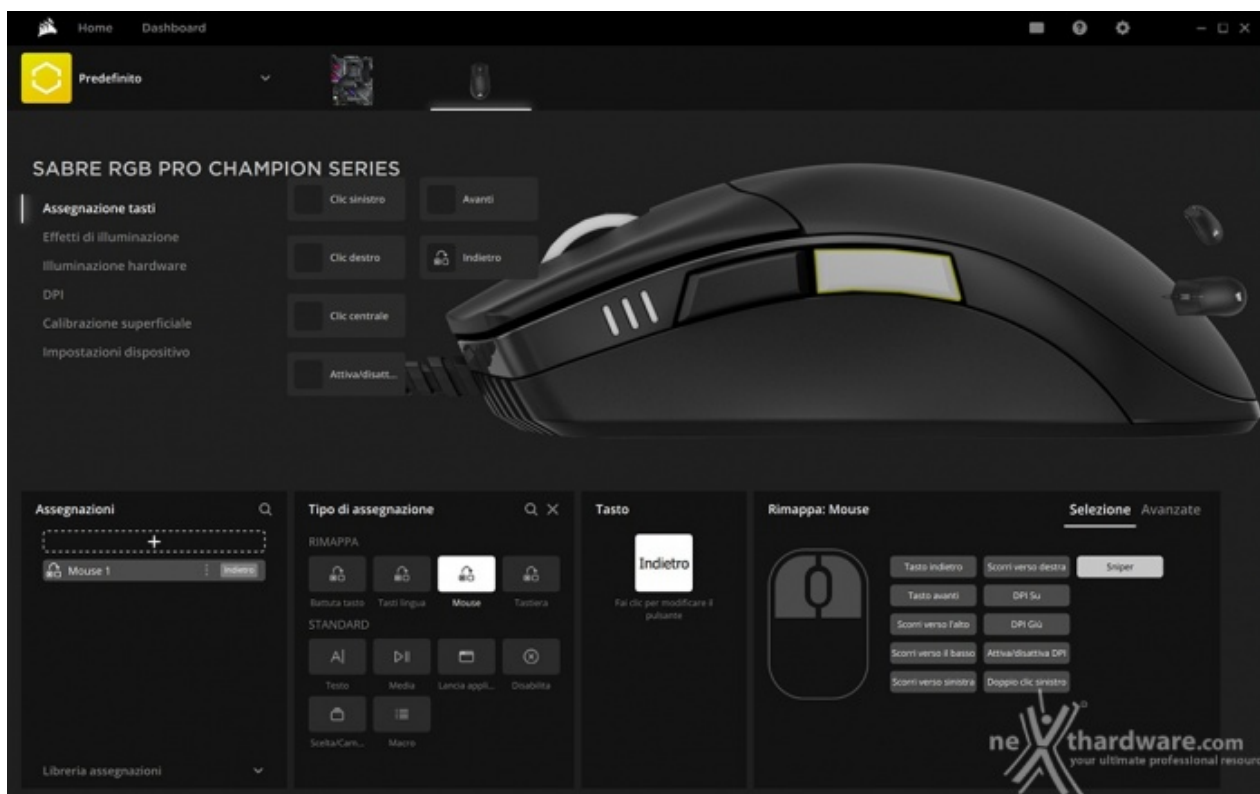 Home Dashboard
Predefinito
SABRE RGB PRO CHAMPION SERIES
Assegnazione tasti
Effetti di illuminazione
Illuminazione hardware
DPI
Calibrazione superficiale
Impostazioni dispositivo
Clic sinistro
Avanti
Clic destro
Indietro
Clic centrale
Attiva/disatt...
Assegnazioni
+
Mouse 1
Indietro
Libreria assegnazioni
Tipo di assegnazione
RIMAPPA
Battuta tasto
Tasti lingua
Mouse
Tastiera
STANDARD
A
Testo
Media
Lancia appli...
Disabilita
Scelta/Cam...
Macro
Tasto
Indietro
Fai clic per modificare il
pulsante
Rimappa: Mouse
Selezione Avanzate
Tasto indietro
Scorri verso destra
Sniper
Tasto avanti
DPI Su
Scorri verso l'alto
DPI Giù
Scorri verso il basso
Attiva/disattiva DPI
Scorri verso sinistra
Doppio clic sinistro
nexthardware.com
your ultimate professional resour